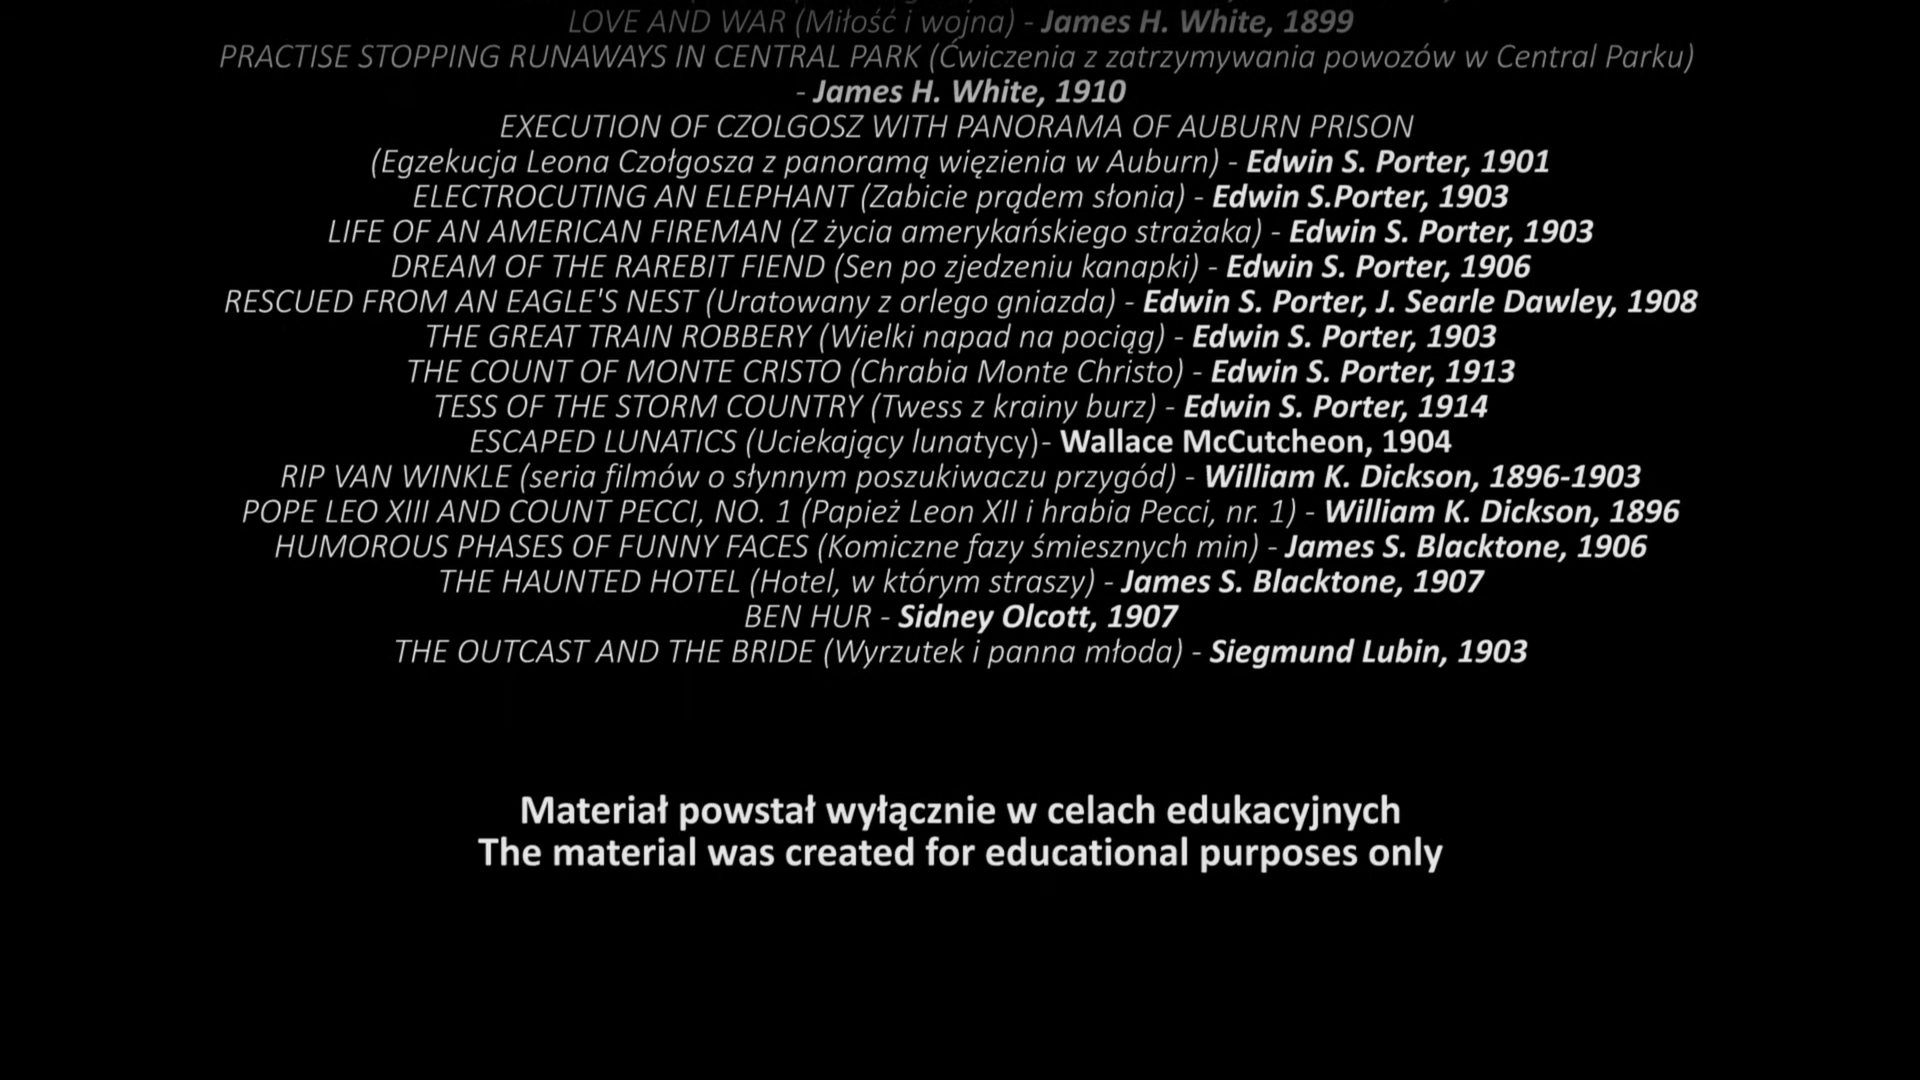 LOVE AND WAR (Miłość i wojna) - James H. White, 1899
PRACTISE STOPPING RUNAWAYS IN CENTRAL PARK (Ćwiczenia z zatrzymywania powozów w Central Parku)
- James H. White, 1910
EXECUTION OF CZOLGOSZ WITH PANORAMA OF AUBURN PRISON
(Egzekucja Leona Czołgosza z panoramą więzienia w Auburn) - Edwin S. Porter, 1901
ELECTROCUTING AN ELEPHANT (Zabicie prądem słonia) - Edwin S.Porter, 1903
LIFE OF AN AMERICAN FIREMAN (Z życia amerykańskiego strażaka) - Edwin S. Porter, 1903
DREAM OF THE RAREBIT FIEND (Sen po zjedzeniu kanapki) - Edwin S. Porter, 1906
RESCUED FROM AN EAGLE'S NEST (Uratowany z orlego gniazda) - Edwin S. Porter, J. Searle Dawley, 1908
THE GREAT TRAIN ROBBERY (Wielki napad na pociąg) - Edwin S. Porter, 1903
THE COUNT OF MONTE CRISTO (Chrabia Monte Christo) - Edwin S. Porter, 1913
TESS OF THE STORM COUNTRY (Twess z krainy burz) - Edwin S. Porter, 1914
ESCAPED LUNATICS (Uciekający lunatycy)- Wallace McCutcheon, 1904
RIP VAN WINKLE (seria filmów o słynnym poszukiwaczu przygód) - William K. Dickson, 1896-1903
POPE LEO XIII AND COUNT PECCI, NO. 1 (Papież Leon XII i hrabia Pecci, nr. 1) - William K. Dickson, 1896
HUMOROUS PHASES OF FUNNY FACES (Komiczne fazy śmiesznych min) - James S. Blacktone, 1906
THE HAUNTED HOTEL (Hotel, w którym straszy) - James S. Blacktone, 1907
BEN HUR - Sidney Olcott, 1907
THE OUTCAST AND THE BRIDE (Wyrzutek i panna młoda) - Siegmund Lubin, 1903
Materiał powstał wyłącznie w celach edukacyjnych
The material was created for educational purposes only